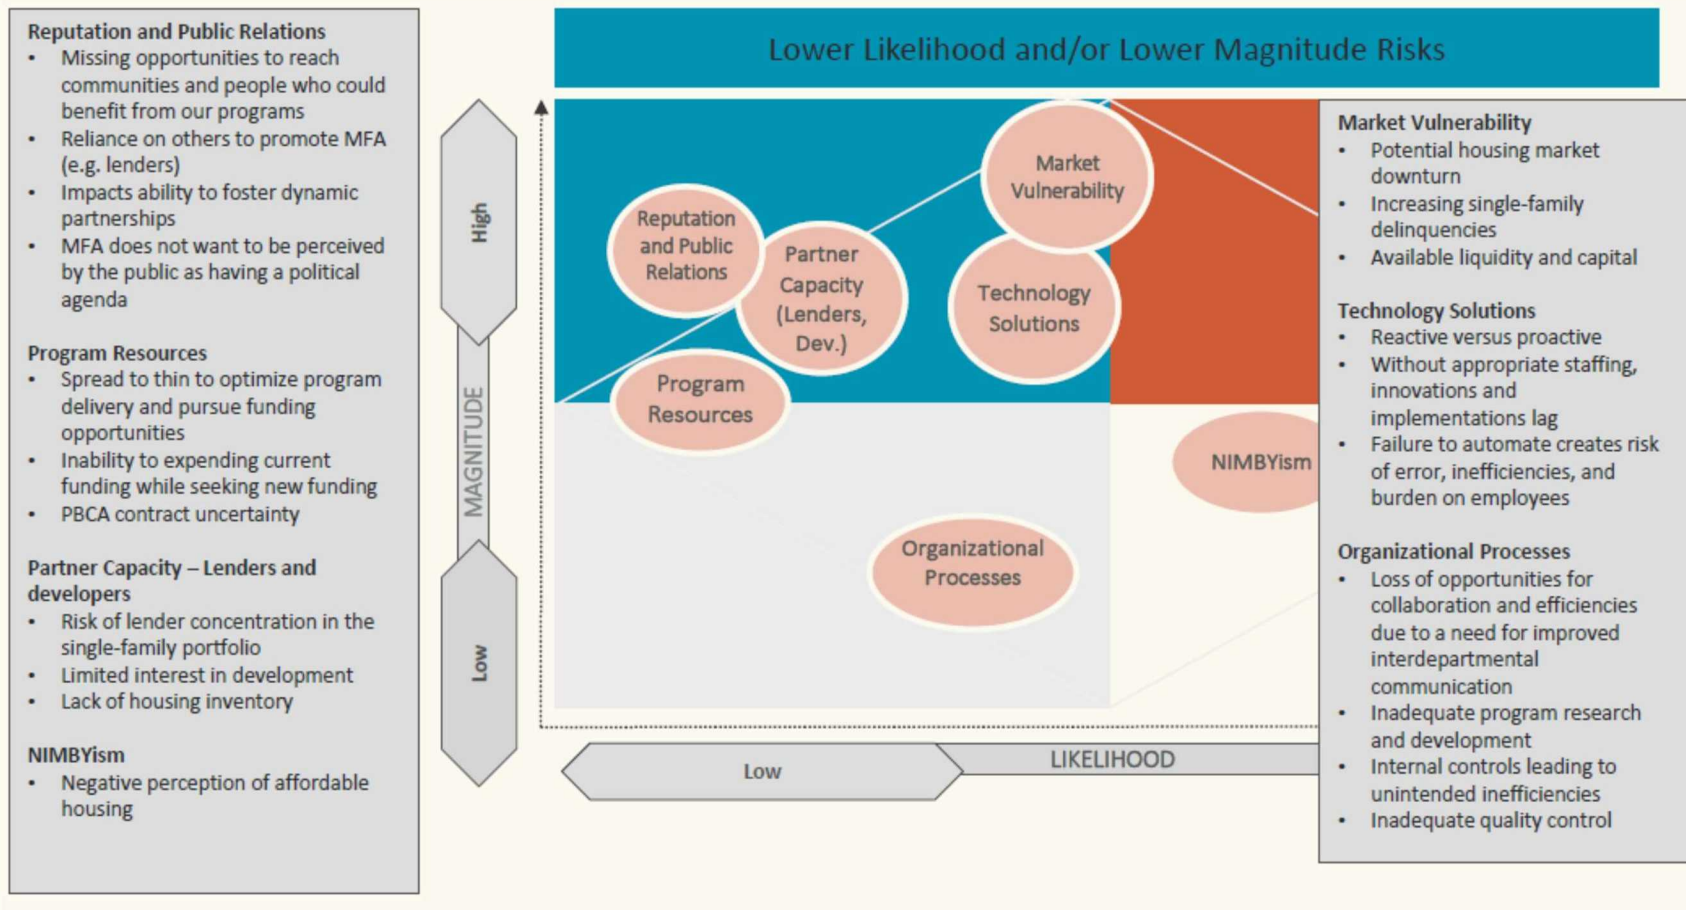 Reputation and Public Relations
• Missing opportunities to reach
communities and people who could
benefit from our programs
• Reliance on others to promote MFA
(e.g. lenders)
• Impacts ability to foster dynamic
partnerships
• MFA does not want to be perceived
by the public as having a political
agenda
Program Resources
• Spread to thin to optimize program
delivery and pursue funding
opportunities
• Inability to expending current
funding while seeking new funding
• PBCA contract uncertainty
Partner Capacity – Lenders and
developers
• Risk of lender concentration in the
single-family portfolio
• Limited interest in development
• Lack of housing inventory
NIMBYism
• Negative perception of affordable
housing
Lower Likelihood and/or Lower Magnitude Risks
High
MAGNITUDE
Low
Reputation
and Public
Relations
Partner
Capacity
(Lenders,
Dev.)
Market
Vulnerability
Technology
Solutions
Program
Resources
NIMBYism
Organizational
Processes
Low
LIKELIHOOD
Market Vulnerability
• Potential housing market
downturn
• Increasing single-family
delinquencies
• Available liquidity and capital
Technology Solutions
• Reactive versus proactive
• Without appropriate staffing,
innovations and
implementations lag
• Failure to automate creates risk
of error, inefficiencies, and
burden on employees
Organizational Processes
• Loss of opportunities for
collaboration and efficiencies
due to a need for improved
interdepartmental
communication
• Inadequate program research
and development
• Internal controls leading to
unintended inefficiencies
• Inadequate quality control